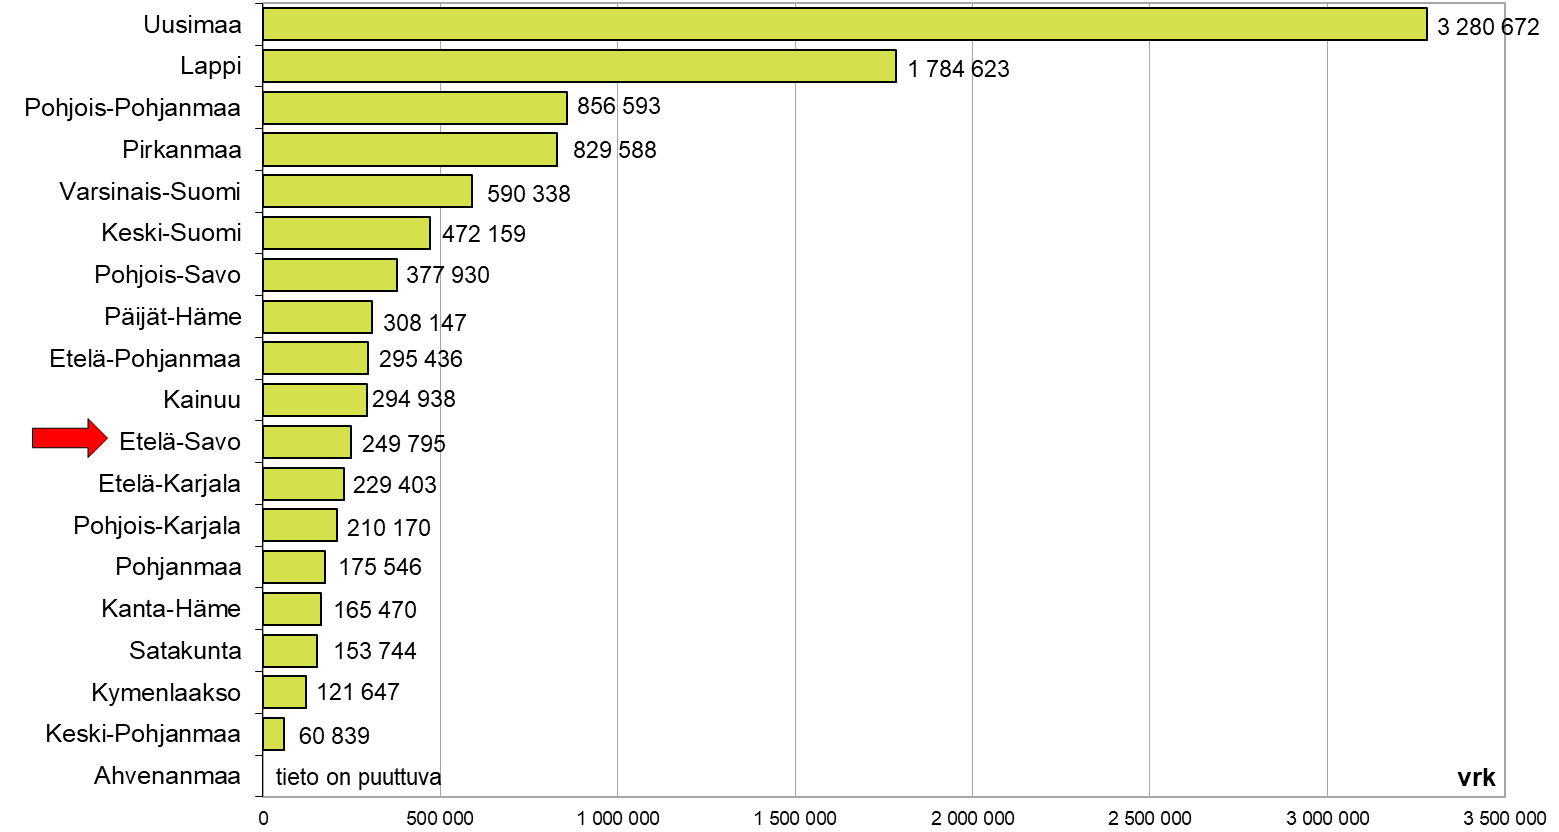 Uusimaa 3 280 672
Lappi 1 784 623
Pohjois-Pohjanmaa 856 593
Pirkanmaa 829 588
Varsinais-Suomi 590 338
Keski-Suomi 472 159
Pohjois-Savo 377 930
Päijät-Häme 308 147
Etelä-Pohjanmaa 295 436
Kainuu 294 938
Etelä-Savo 249 795
Etelä-Karjala 229 403
Pohjois-Karjala 210 170
Pohjanmaa 175 546
Kanta-Häme 165 470
Satakunta 153 744
Kymenlaakso 121 647
Keski-Pohjanmaa 60 839
Ahvenanmaa tieto on puuttuva vrk
0 500 000 1 000 000 1 500 000 2 000 000 2 500 000 3 000 000 3 500 000